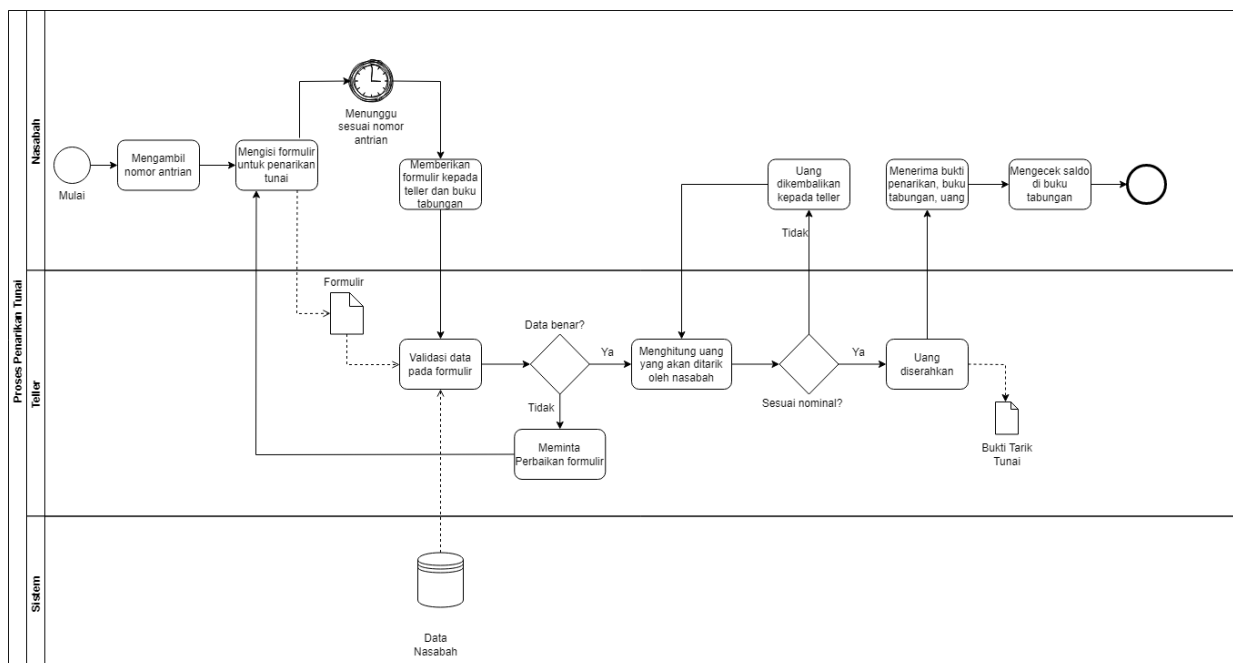 Proses Penarikan Tunai
Nasabah
Mulai
Mengambil
nomor antrian
Mengisi formulir
untuk penarikan
tunai
Menunggu
sesuai nomor
antrian
Memberikan
formulir kepada
teller dan buku
tabungan
Uang
dikembalikan
kepada teller
Tidak
Menerima bukti
penarikan, buku
tabungan, uang
Mengecek saldo
di buku
tabungan
Teller
Formulir
Validasi data
pada formulir
Data benar?
Ya
Tidak
Meminta
Perbaikan formulir
Menghitung uang
yang akan ditarik
oleh nasabah
Sesuai nominal?
Ya
Uang
diserahkan
Bukti Tarik
Tunai
Sistem
Data
Nasabah